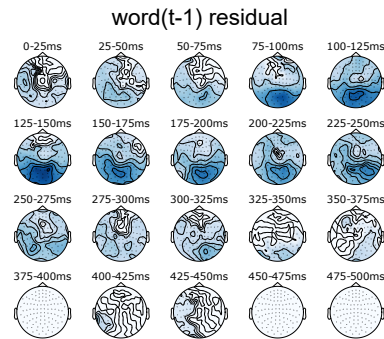 word(t-1) residual
0-25ms 25-50ms 50-75ms 75-100ms 100-125ms
125-150ms 150-175ms 175-200ms 200-225ms 225-250ms
250-275ms 275-300ms 300-325ms 325-350ms 350-375ms
375-400ms 400-425ms 425-450ms 450-475ms 475-500ms